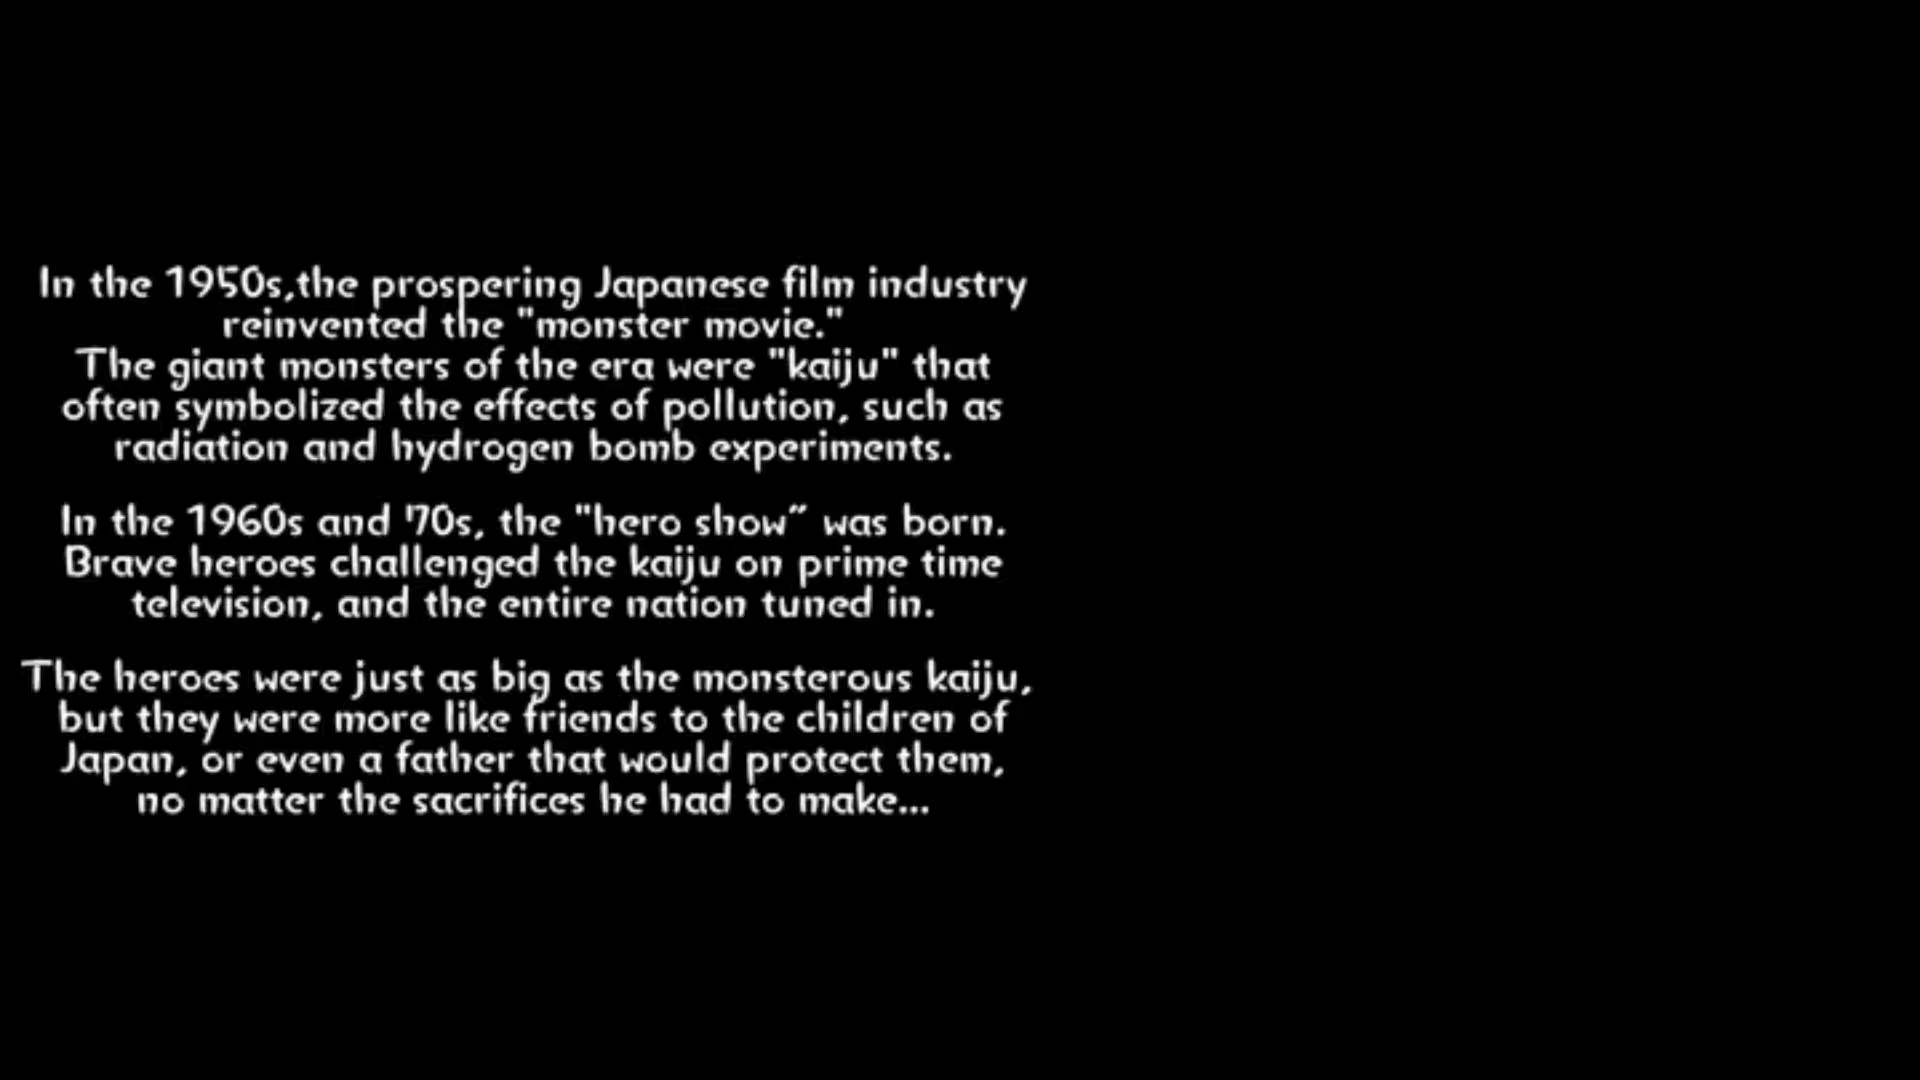 In the 1950s,the prospering Japanese film industry
reinvented the "monster movie."
The giant monsters of the era were "kaiju" that
often symbolized the effects of pollution, such as
radiation and hydrogen bomb experiments.
In the 1960s and '70s, the "hero show” was born.
Brave heroes challenged the kaiju on prime time
television, and the entire nation tuned in.
The heroes were just as big as the monsterous kaiju,
but they were more like friends to the children of
Japan, or even a father that would protect them,
no matter the sacrifices he had to make...